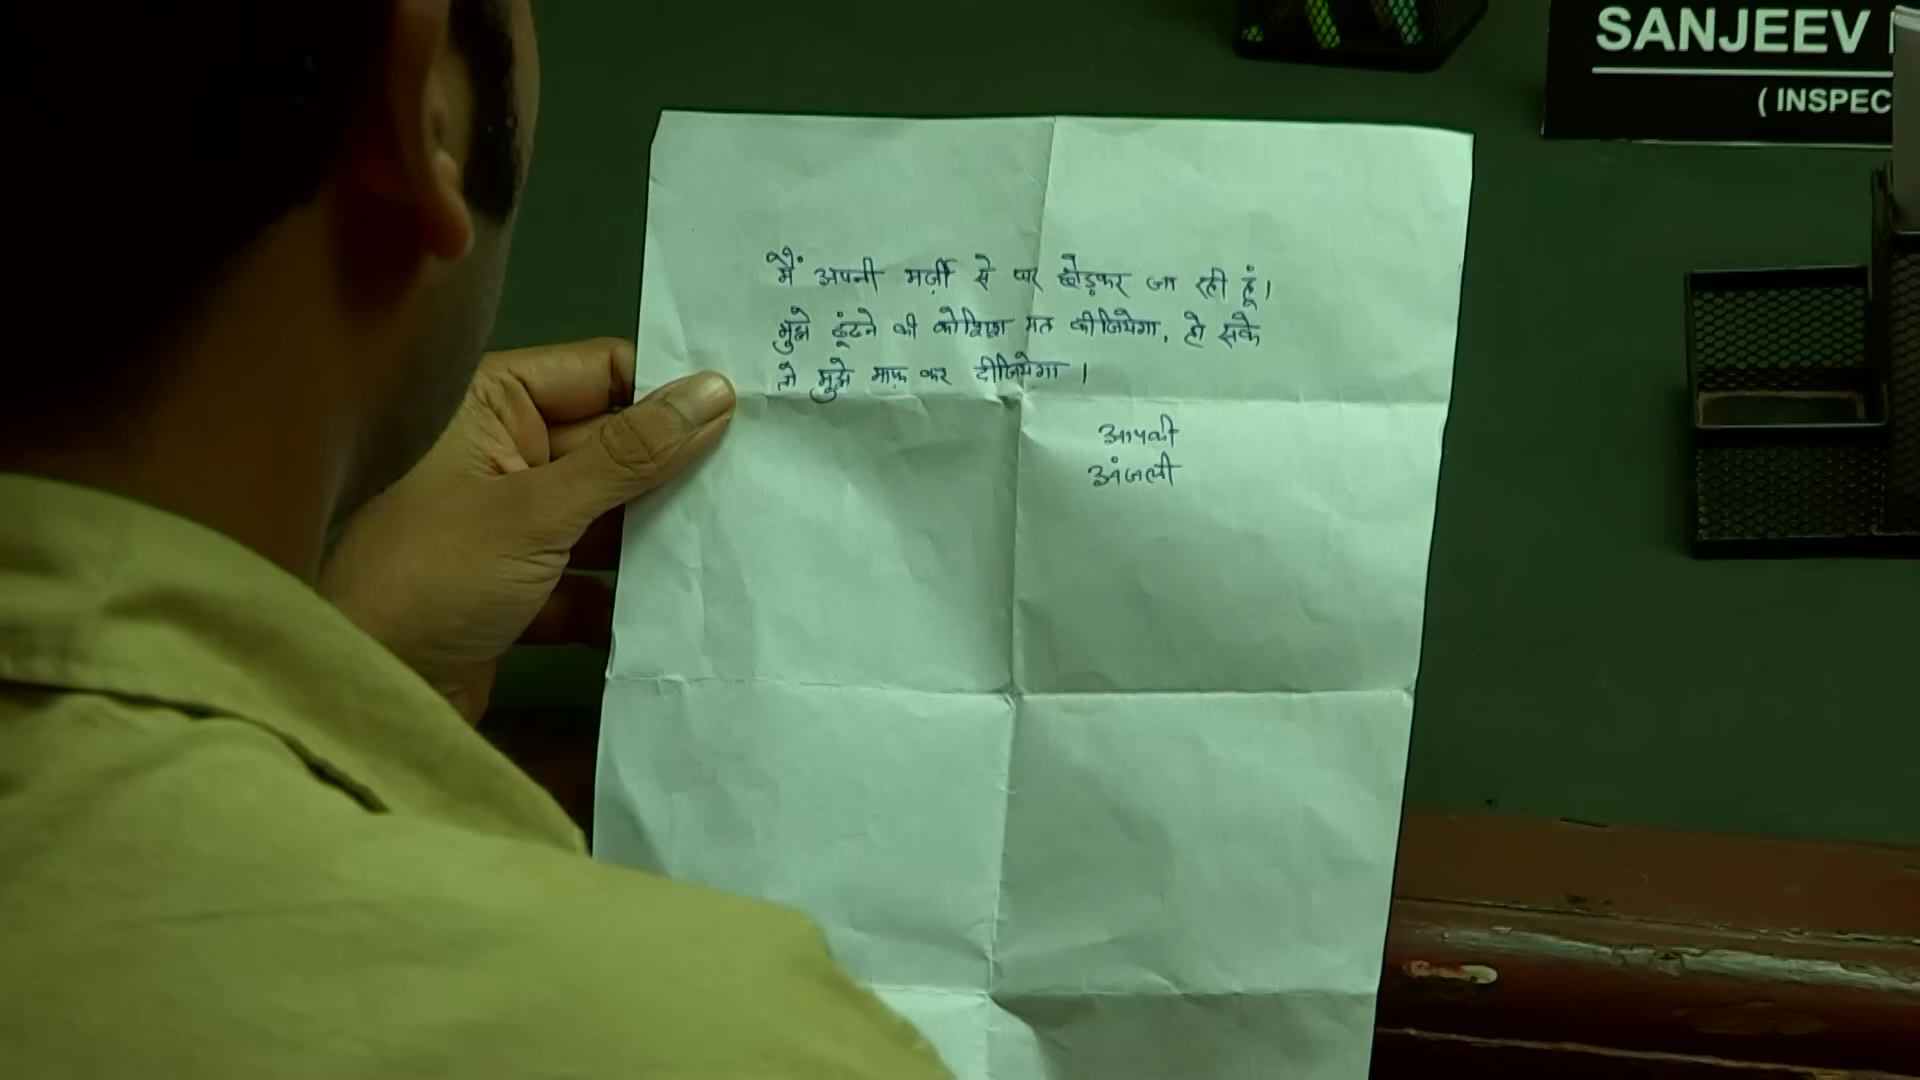 SANJEEV
( INSPEC
मैं अपनी मर्ज़ी से घर छोड़कर जा रही हूं।
मुझे ढूंढने की कोशिश मत कीजियेगा, हो सके
तो मुझे माफ़ कर दीजियेगा।
आपकी
अंजली